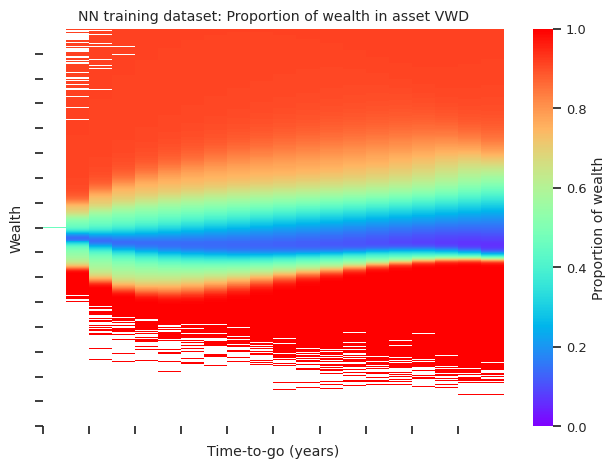 NN training dataset: Proportion of wealth in asset VWD
1.0
0.8
0.6
0.4
0.2
0.0
Proportion of wealth
Wealth
Time-to-go (years)